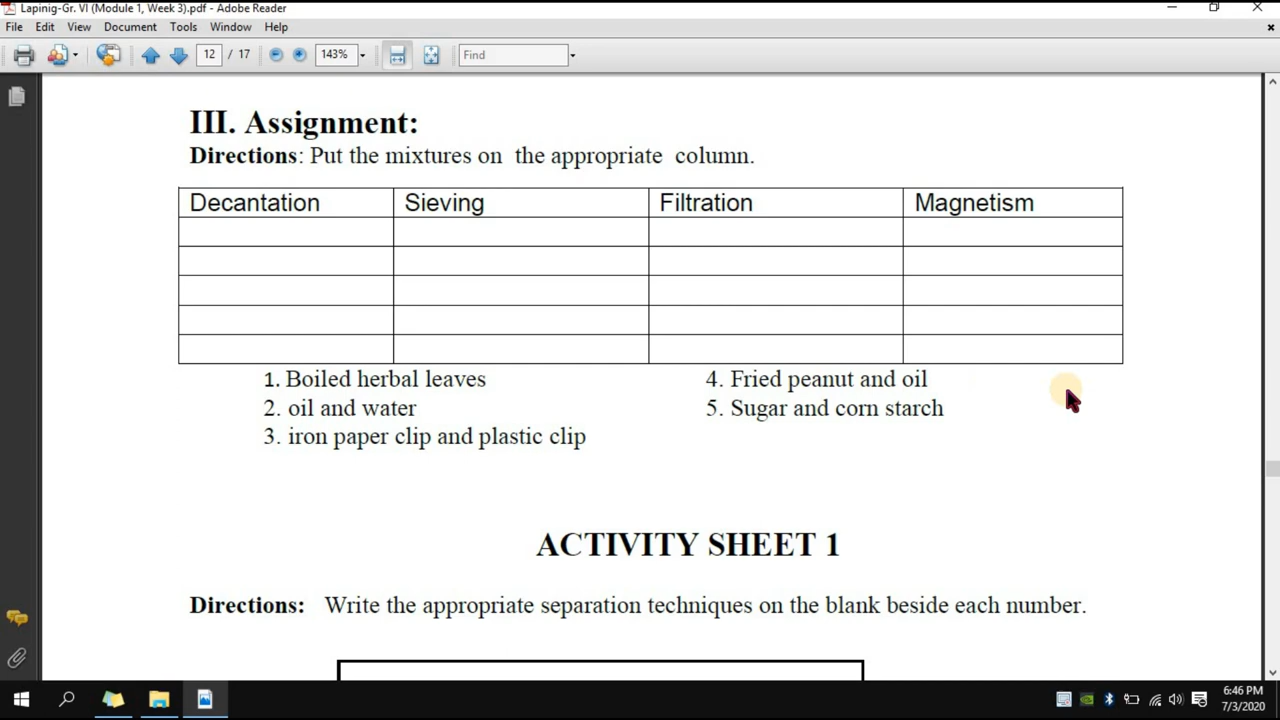 Lapinig-Gr. VI (Module 1, Week 3).pdf - Adobe Reader
File Edit View Document Tools Window Help
12 / 17 143% Find
III. Assignment:
Directions: Put the mixtures on the appropriate column.
Decantation Sieving Filtration Magnetism
1. Boiled herbal leaves
2. oil and water
3. iron paper clip and plastic clip
4. Fried peanut and oil
5. Sugar and corn starch
ACTIVITY SHEET 1
Directions: Write the appropriate separation techniques on the blank beside each number.
6:46 PM
7/3/2020